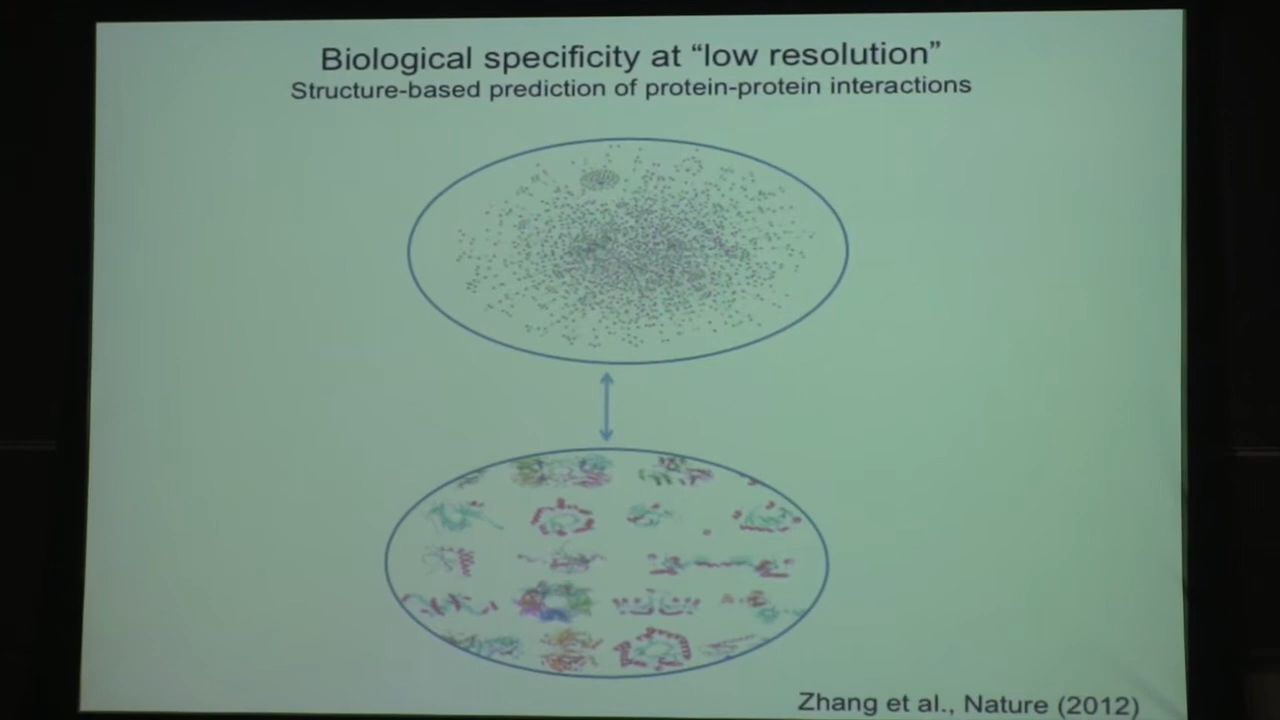 Biological specificity at “low resolution”
Structure-based prediction of protein-protein interactions
Zhang et al., Nature (2012)